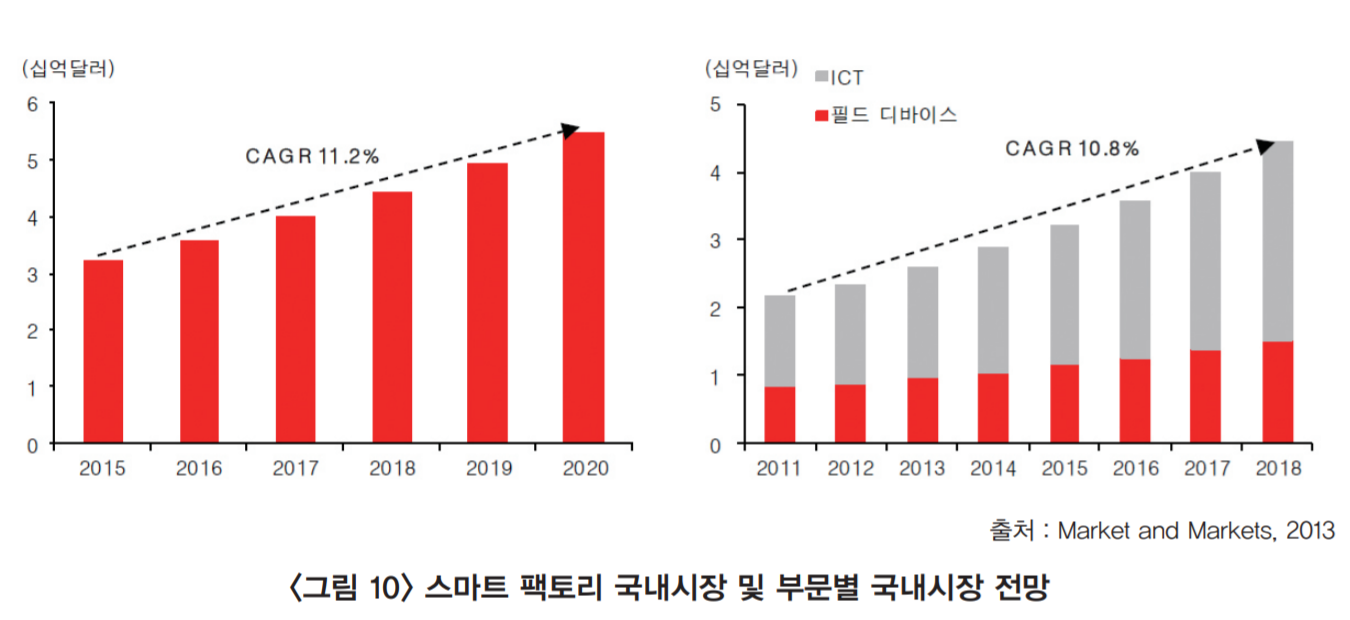 (십억달러)
6
5
4
3
2
1
0
CAGR 11.2%
2015 2016 2017 2018 2019 2020
(십억달러)
ICT
필드 디바이스
5
4
3
2
1
0
CAGR 10.8%
2011 2012 2013 2014 2015 2016 2017 2018
출처 : Market and Markets, 2013
<그림 10> 스마트 팩토리 국내시장 및 부문별 국내시장 전망